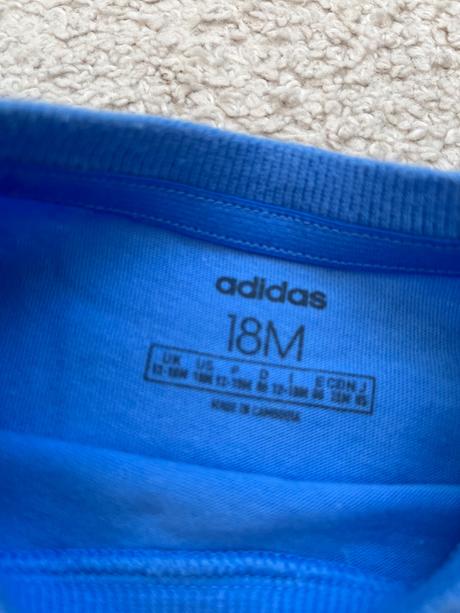 adidas
18M
UK US F D I E CDN J
12-18M 18M 12-18M 86 12-18M 86 18M 85
MADE IN CAMBODIA